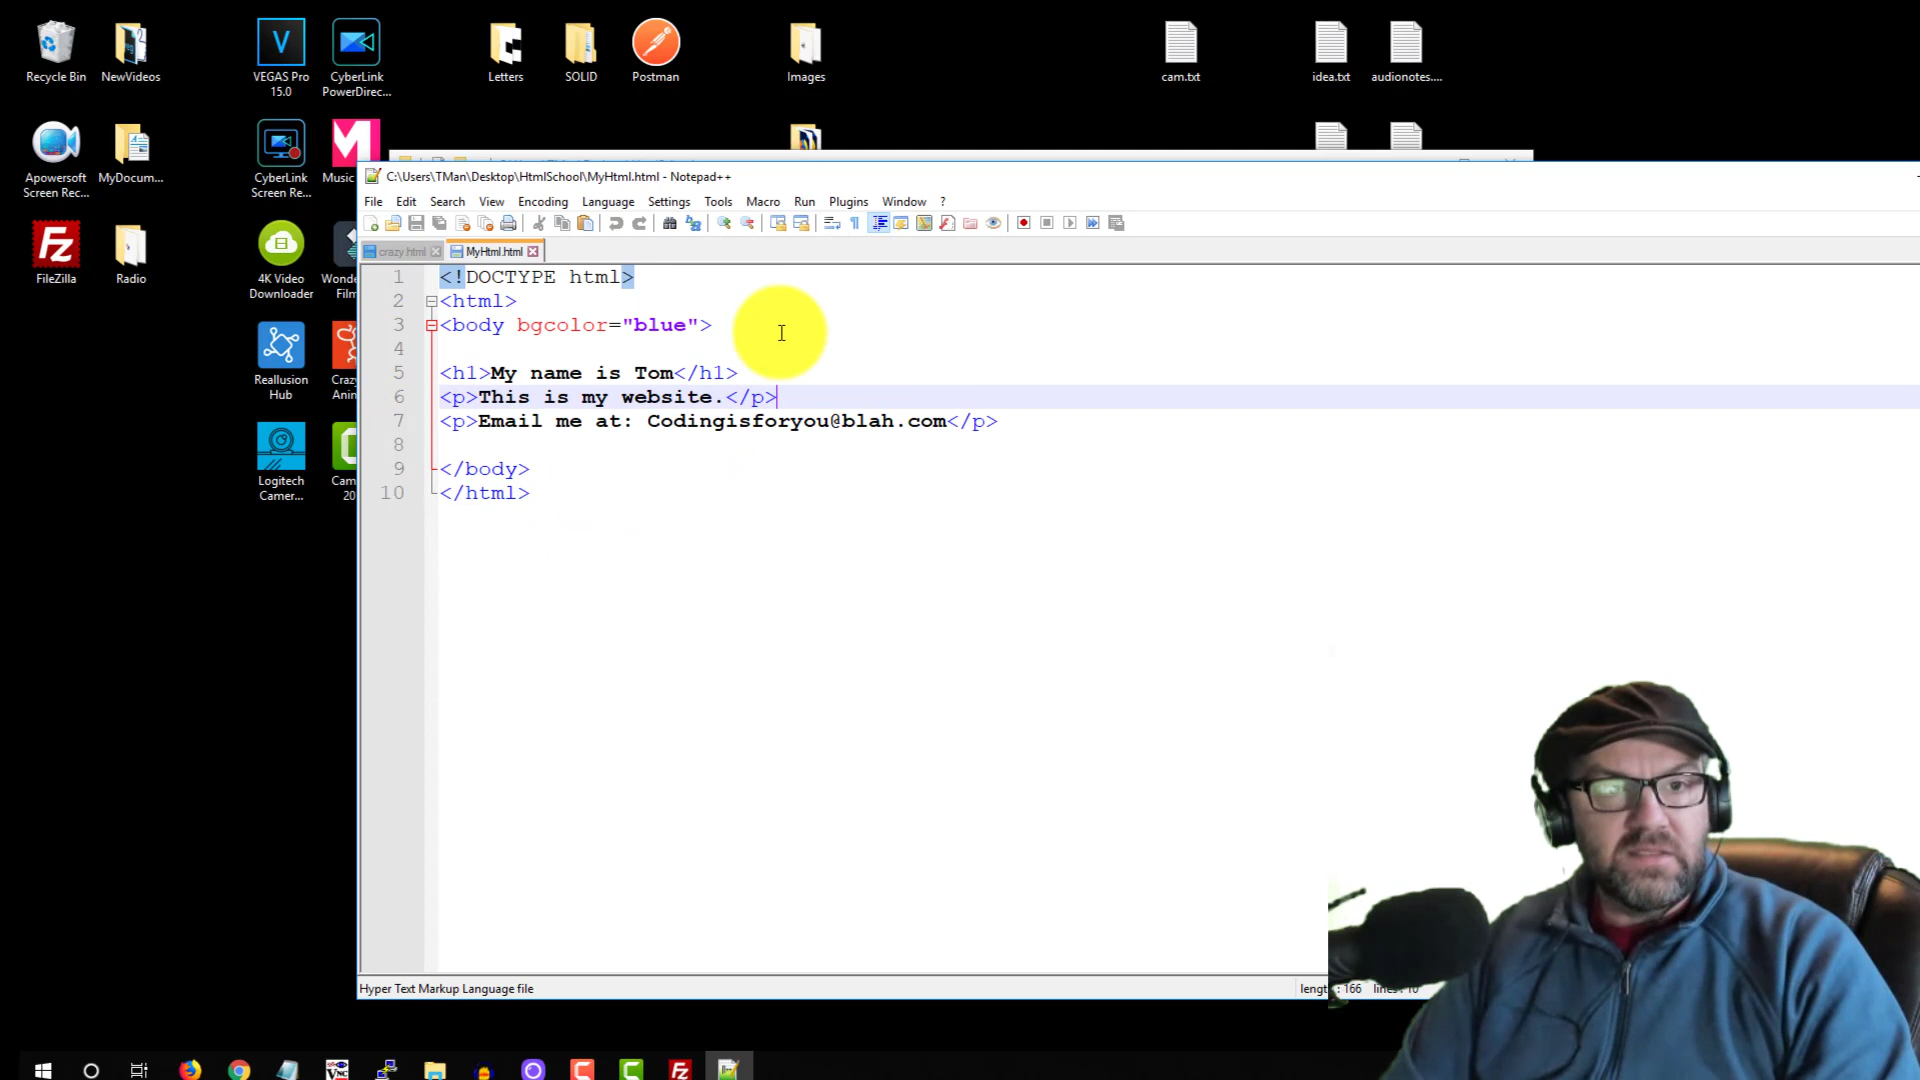 Recycle Bin
NewVideos
VEGAS Pro 15.0
CyberLink PowerDirec...
Letters
SOLID
Postman
Images
cam.txt
idea.txt
audionotes....
Apowersoft Screen Rec...
MyDocum...
CyberLink Screen Re...
Music
FileZilla
Radio
4K Video Downloader
Reallusion Hub
Logitech Camer...
C:\Users\TMan\Desktop\HtmlSchool\MyHtml.html - Notepad++
File Edit Search View Encoding Language Settings Tools Macro Run Plugins Window ?
crazy.html MyHtml.html
1 <!DOCTYPE html>
2 <html>
3 <body bgcolor="blue">
4
5 <h1>My name is Tom</h1>
6 <p>This is my website.</p>
7 <p>Email me at: Codingisforyou@blah.com</p>
8
9 </body>
10 </html>
Hyper Text Markup Language file
: 166